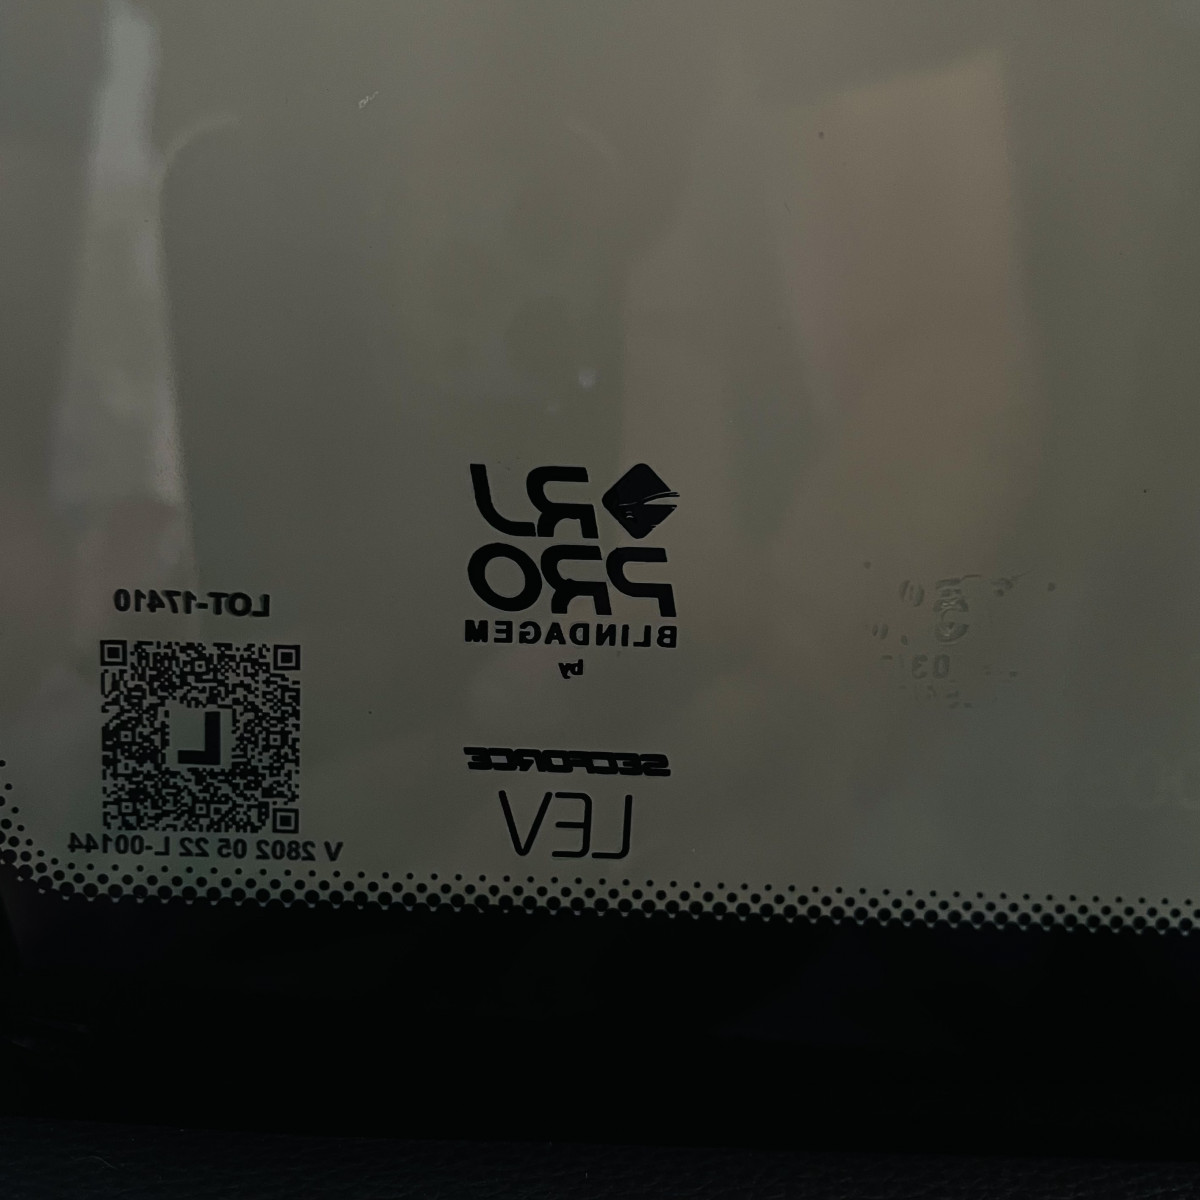 RJ
PRO
BLINDAGEM
by
SECFORCE
LEV
LOT-17410
L
V 2802 05 22 L-00144